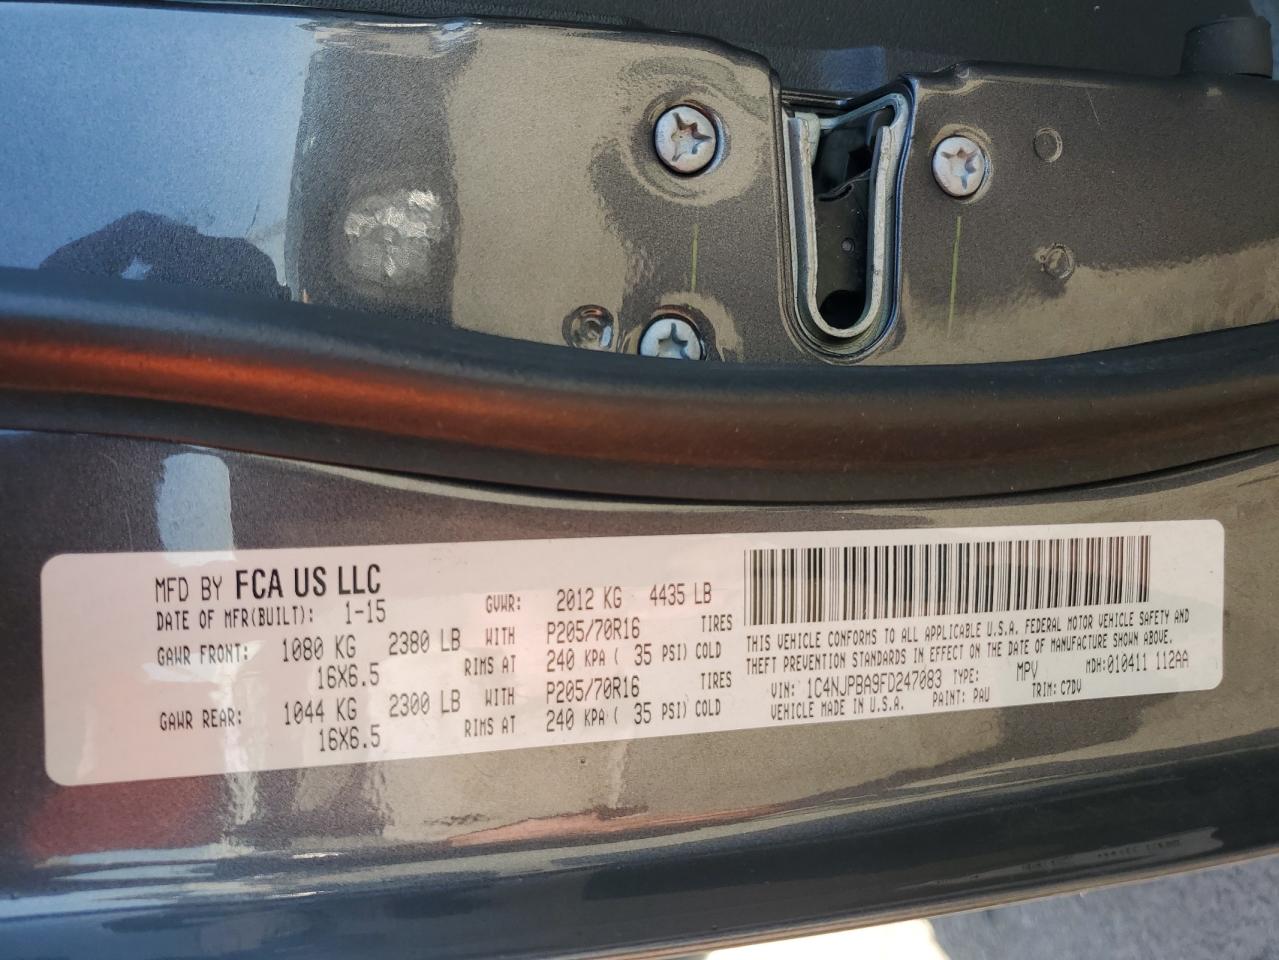 MFD BY FCA US LLC
DATE OF MFR(BUILT): 1-15 GVWR: 2012 KG 4435 LB
GAWR FRONT: 1080 KG 2380 LB WITH P205/70R16 TIRES
16X6.5 RIMS AT 240 KPA( 35 PSI) COLD
GAWR REAR: 1044 KG 2300 LB WITH P205/70R16 TIRES
16X6.5 RIMS AT 240 KPA( 35 PSI) COLD
THIS VEHICLE CONFORMS TO ALL APPLICABLE U.S.A. FEDERAL MOTOR VEHICLE SAFETY AND
THEFT PREVENTION STANDARDS IN EFFECT ON THE DATE OF MANUFACTURE SHOWN ABOVE.
VIN: 1C4NJPBA9FD247083 TYPE: MPV MDH:010411 112AA
VEHICLE MADE IN U.S.A. PAINT: PAU TRIM: C7DV